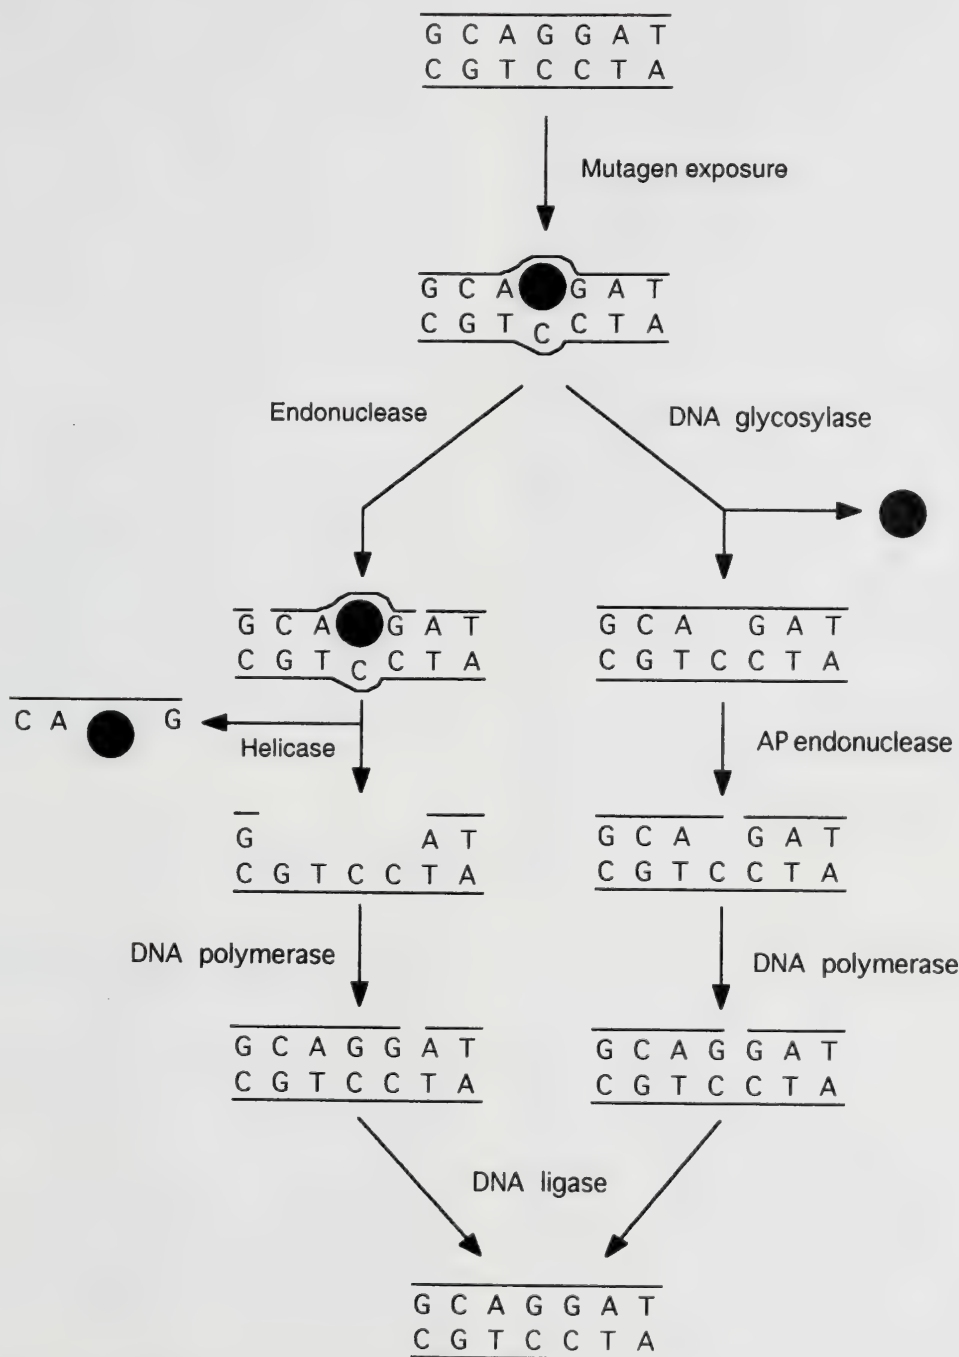 G C A G G A T
C G T C C T A
Mutagen exposure
G C A G A T
C G T C C T A
Endonuclease
DNA glycosylase
G C A G A T
C G T C C T A
G C A G A T
C G T C C T A
C A G
Helicase
AP endonuclease
G A T
C G T C C T A
G C A G A T
C G T C C T A
DNA polymerase
DNA polymerase
G C A G G A T
C G T C C T A
G C A G G A T
C G T C C T A
DNA ligase
G C A G G A T
C G T C C T A